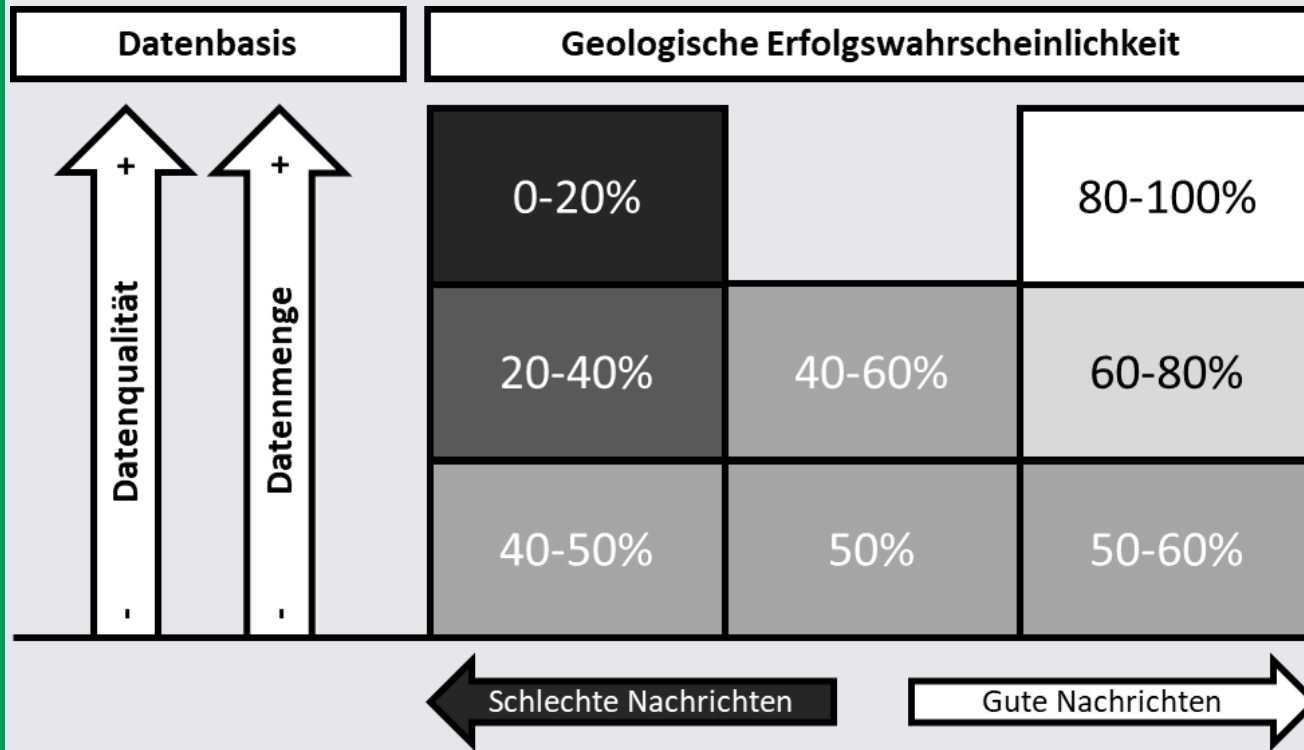 Datenbasis
Geologische Erfolgswahrscheinlichkeit
+
+
Datenqualität
Datenmenge
-
-
0-20%
80-100%
20-40%
40-60%
60-80%
40-50%
50%
50-60%
Schlechte Nachrichten
Gute Nachrichten